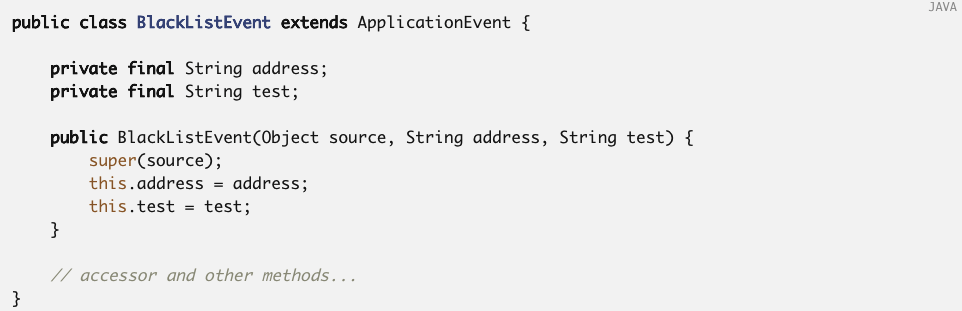 JAVA
public class BlackListEvent extends ApplicationEvent {
    private final String address;
    private final String test;
    public BlackListEvent(Object source, String address, String test) {
        super(source);
        this.address = address;
        this.test = test;
    }
    // accessor and other methods...
}